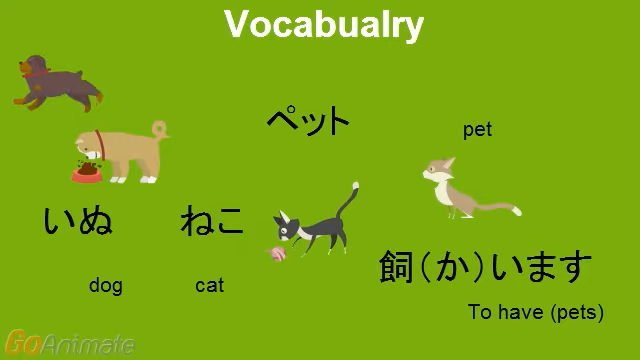 Vocabualry
ペット
pet
いぬ
ねこ
飼(か)います
dog
cat
To have (pets)
GoAnimate